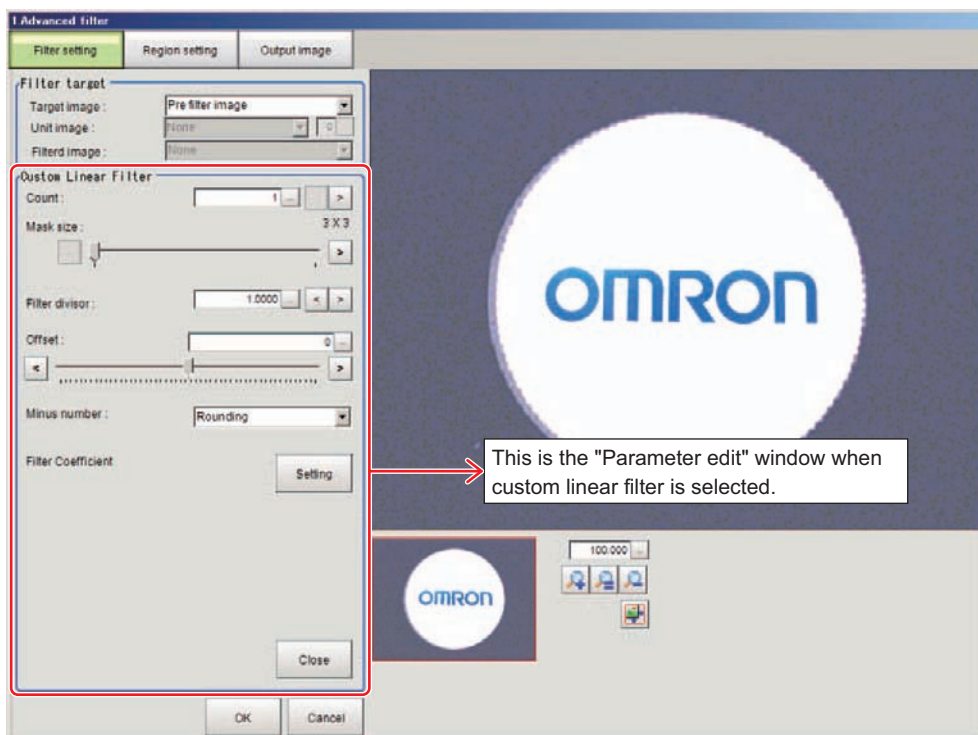 1.Advanced filter
Filter setting
Region setting
Output image
Filter target
Target image :
Pre filter image
Unit image :
None
0
Filterd image :
None
Custom Linear Filter
Count :
1
...
>
Mask size :
3 X 3
>
Filter divisor :
1.0000
...
<
>
Offset :
0
...
<
>
Minus number :
Rounding
Filter Coefficient
Setting
Close
OK
Cancel
OMRON
This is the "Parameter edit" window when
custom linear filter is selected.
OMRON
100.000
...